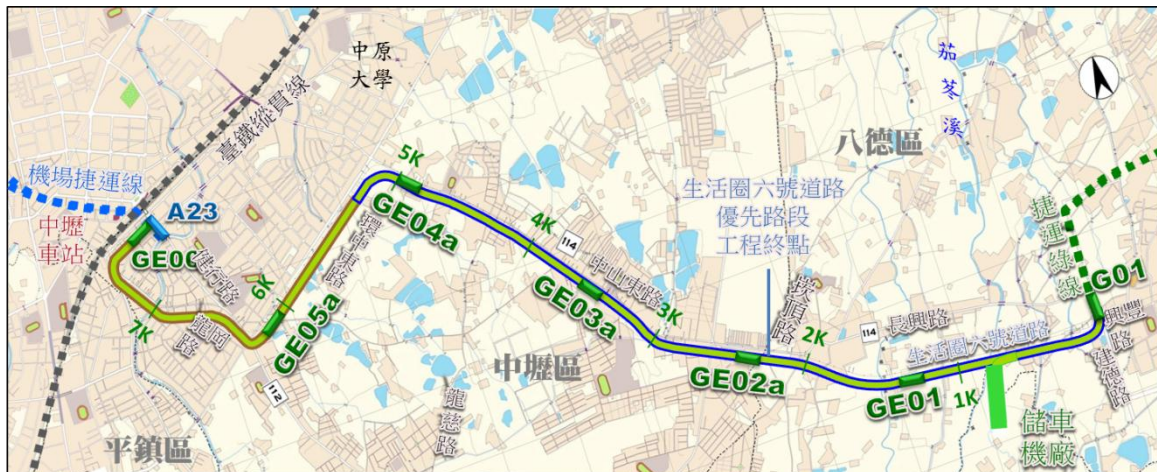 中原
大學
臺鐵縱貫線
機場捷運線
A23
中壢
車站
GE00
健行路
7K
龍岡路
6K
GE05a
環中東路
112
平鎮區
5K
GE04a
4K
114
中山東路
GE03a
3K
中壢區
龍慈路
生活圈六號道路
優先路段
工程終點
GE02a
2K
八德區
茄苳溪
114
長興路
生活圈六號道路
GE01
1K
儲車
機廠
捷運綠線
G01
興豐路
建德路